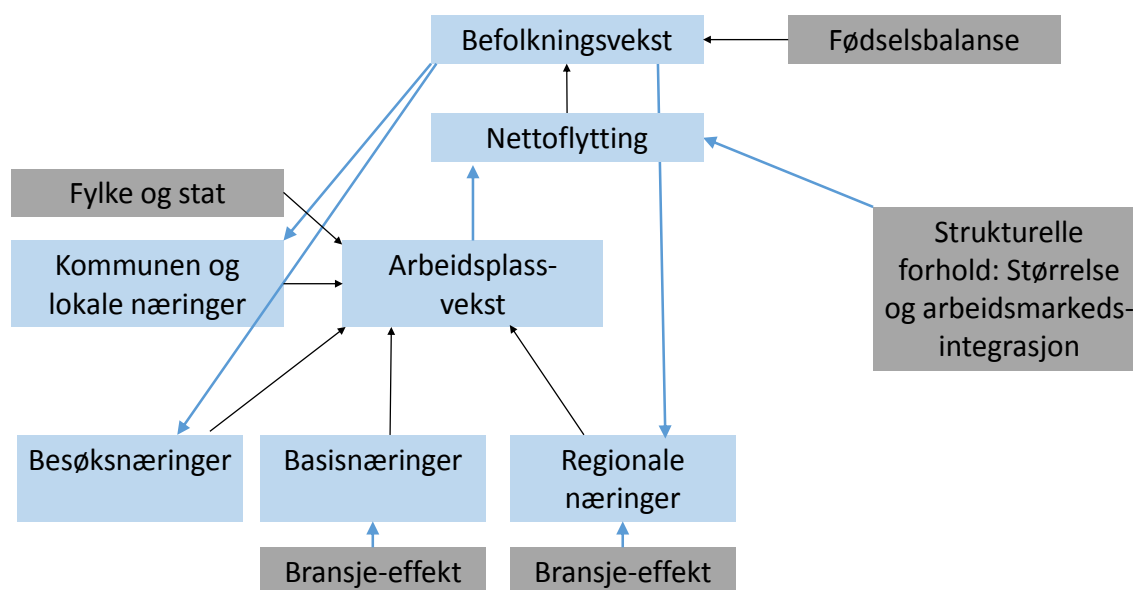 Befolkningsvekst
Fødselsbalanse
Nettoflytting
Fylke og stat
Kommunen og
lokale næringer
Arbeidsplass-
vekst
Strukturelle
forhold: Størrelse
og arbeidsmarkeds-
integrasjon
Besøksnæringer
Basisnæringer
Regionale
næringer
Bransje-effekt
Bransje-effekt